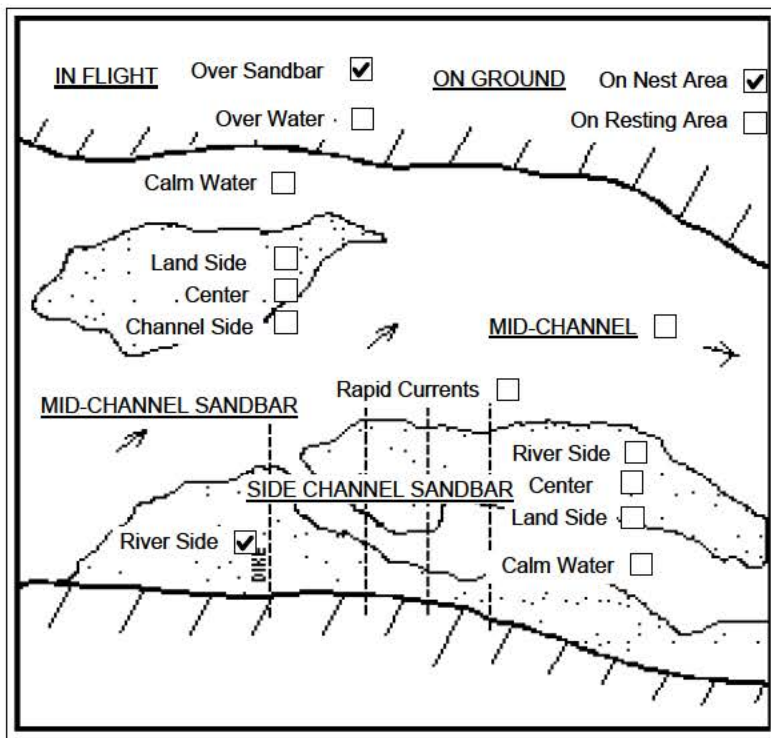 IN FLIGHT Over Sandbar ON GROUND On Nest Area
Over Water On Resting Area
Calm Water
Land Side
Center
Channel Side
MID-CHANNEL
Rapid Currents
MID-CHANNEL SANDBAR
River Side
SIDE CHANNEL SANDBAR Center
Land Side
River Side
DIKE
Calm Water